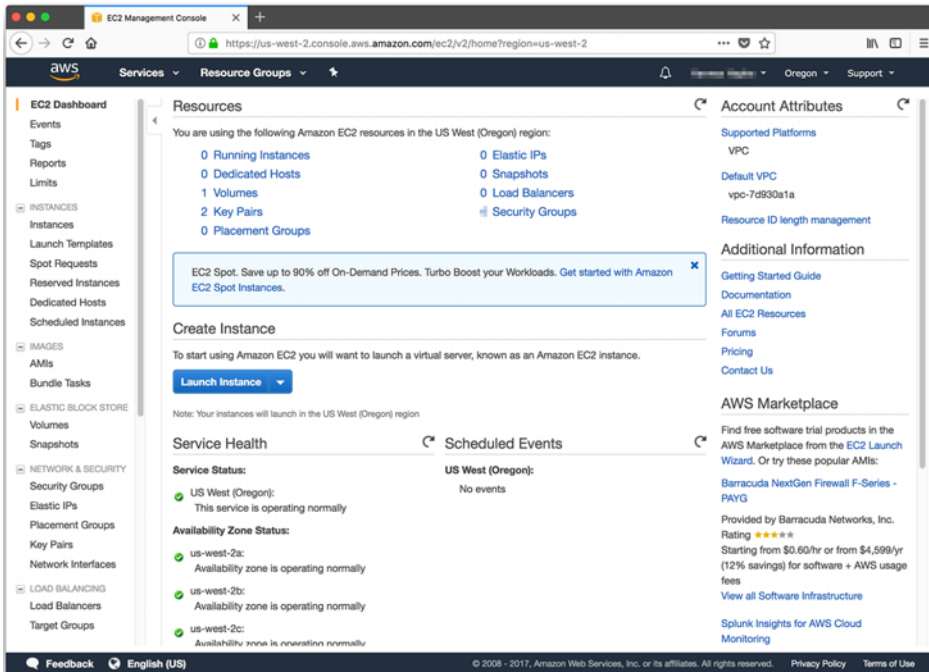 EC2 Management Console
https://us-west-2.console.aws.amazon.com/ec2/v2/home?region=us-west-2
aws
Services
Resource Groups
Oregon
Support
EC2 Dashboard
Events
Tags
Reports
Limits
INSTANCES
Instances
Launch Templates
Spot Requests
Reserved Instances
Dedicated Hosts
Scheduled Instances
IMAGES
AMIs
Bundle Tasks
ELASTIC BLOCK STORE
Volumes
Snapshots
NETWORK & SECURITY
Security Groups
Elastic IPs
Placement Groups
Key Pairs
Network Interfaces
LOAD BALANCING
Load Balancers
Target Groups
Resources
You are using the following Amazon EC2 resources in the US West (Oregon) region:
0 Running Instances
0 Dedicated Hosts
1 Volumes
2 Key Pairs
0 Placement Groups
0 Elastic IPs
0 Snapshots
0 Load Balancers
Security Groups
EC2 Spot. Save up to 90% off On-Demand Prices. Turbo Boost your Workloads. Get started with Amazon
EC2 Spot Instances.
Create Instance
To start using Amazon EC2 you will want to launch a virtual server, known as an Amazon EC2 instance.
Launch Instance
Note: Your instances will launch in the US West (Oregon) region
Service Health
Service Status:
US West (Oregon):
This service is operating normally
Availability Zone Status:
us-west-2a:
Availability zone is operating normally
us-west-2b:
Availability zone is operating normally
us-west-2c:
Availability zone is operating normally
Scheduled Events
US West (Oregon):
No events
Account Attributes
Supported Platforms
VPC
Default VPC
vpc-7d930a1a
Resource ID length management
Additional Information
Getting Started Guide
Documentation
All EC2 Resources
Forums
Pricing
Contact Us
AWS Marketplace
Find free software trial products in the
AWS Marketplace from the EC2 Launch
Wizard. Or try these popular AMIs:
Barracuda NextGen Firewall F-Series -
PAYG
Provided by Barracuda Networks, Inc.
Rating
Starting from $0.60/hr or from $4,599/yr
(12% savings) for software + AWS usage
fees
View all Software Infrastructure
Splunk Insights for AWS Cloud
Monitoring
Feedback
English (US)
© 2008 - 2017, Amazon Web Services, Inc. or its affiliates. All rights reserved.
Privacy Policy
Terms of Use